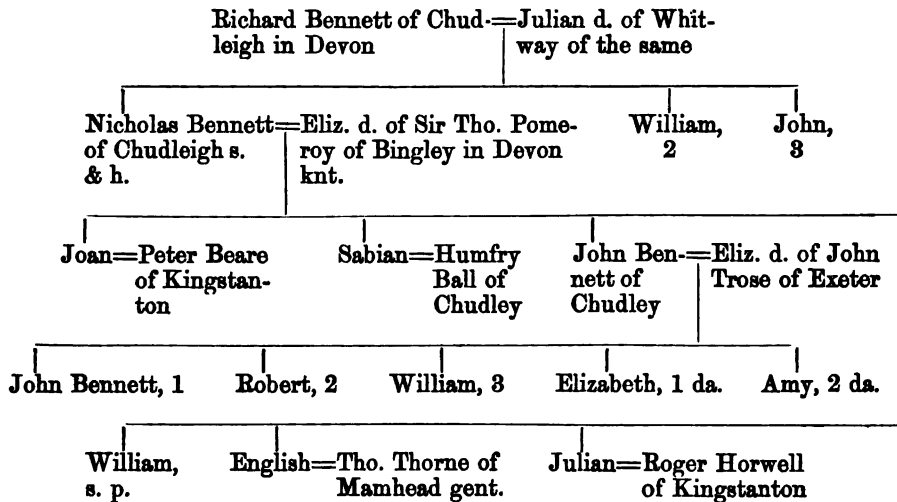 Richard Bennett of Chud-=Julian d. of Whit-
leigh in Devon way of the same
Nicholas Bennett=Eliz. d. of Sir Tho. Pome- William, John,
of Chudleigh s. roy of Bingley in Devon 2 3
& h. knt.
Joan=Peter Beare Sabian=Humfry John Ben-=Eliz. d. of John
of Kingstan- Ball of nett of Trose of Exeter
ton Chudley Chudley
John Bennett, 1 Robert, 2 William, 3 Elizabeth, 1 da. Amy, 2 da.
William, English=Tho. Thorne of Julian=Roger Horwell
s. p. Mamhead gent. of Kingstanton